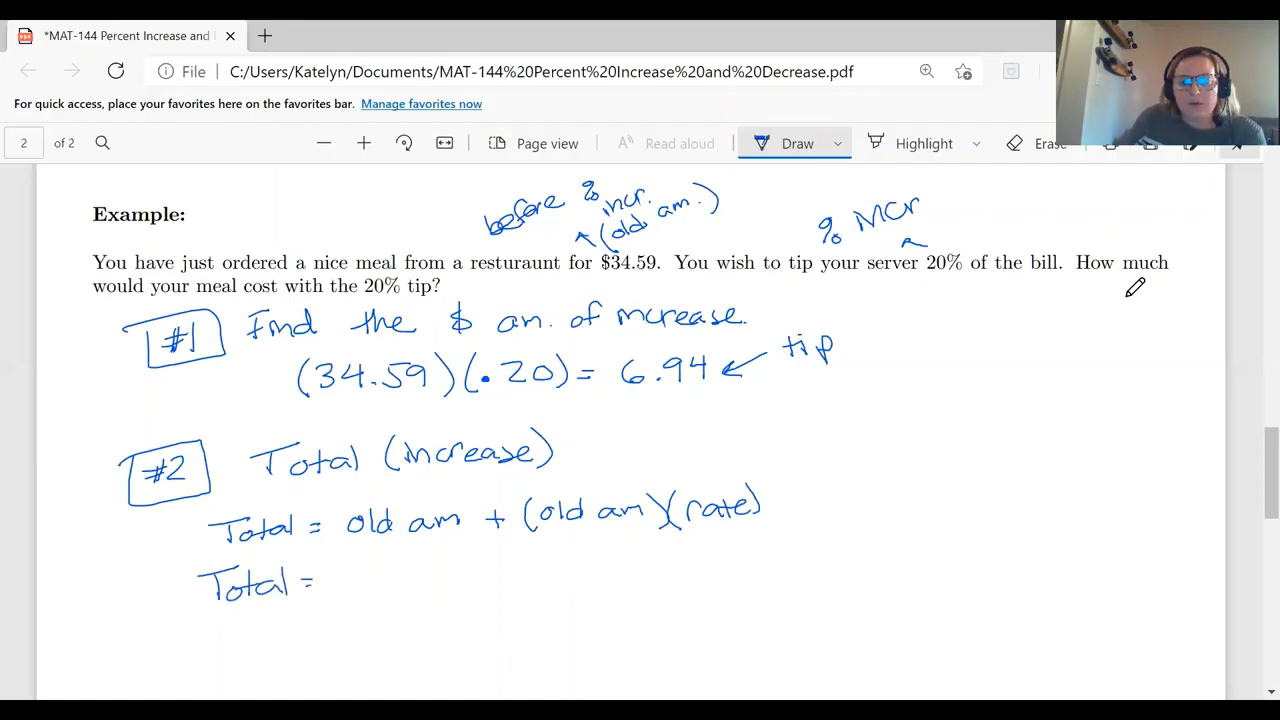 *MAT-144 Percent Increase and
File C:/Users/Katelyn/Documents/MAT-144%20Percent%20Increase%20and%20Decrease.pdf
For quick access, place your favorites here on the favorites bar. Manage favorites now
2 of 2 Page view Read aloud Draw Highlight Erase
before % incr.
(old am.)
% incr
Example:
You have just ordered a nice meal from a resturaunt for $34.59. You wish to tip your server 20% of the bill. How much
would your meal cost with the 20% tip?
#1 Find the $ am. of increase.
(34.59)(.20) = 6.94 tip
#2 Total (increase)
Total = old am + (old am)(rate)
Total =